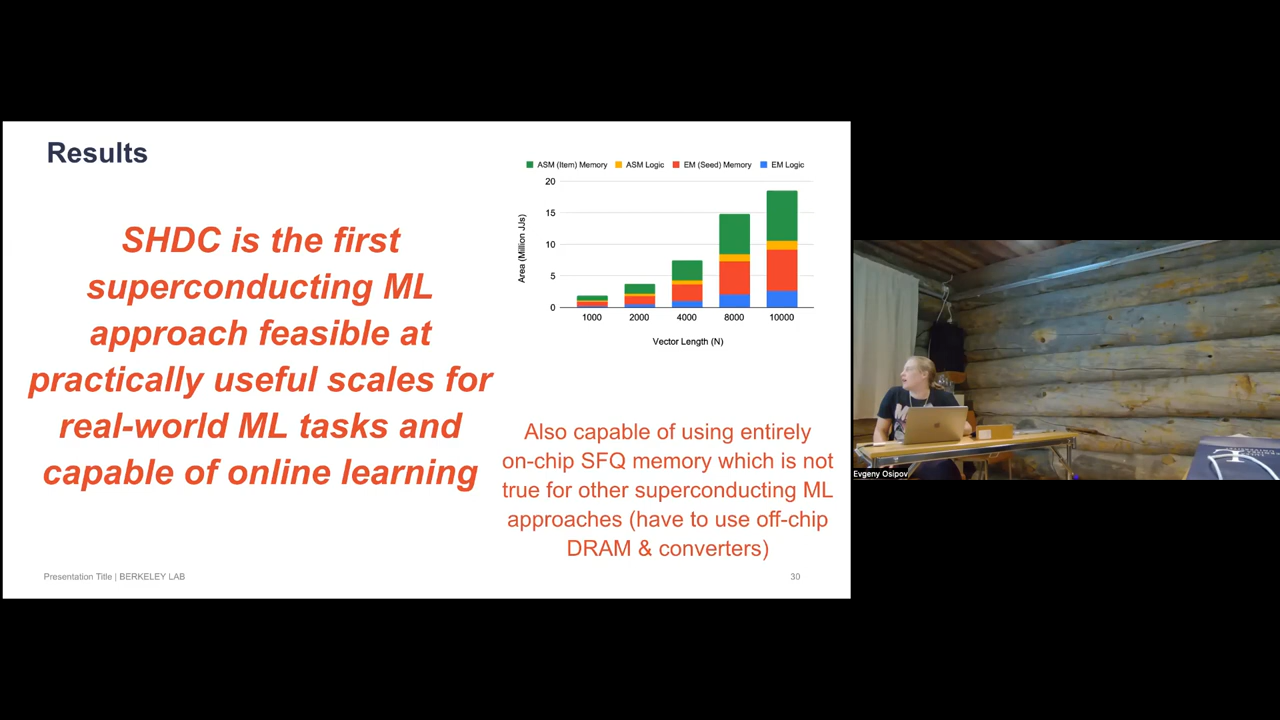 Results
SHDC is the first
superconducting ML
approach feasible at
practically useful scales for
real-world ML tasks and
capable of online learning
ASM (Item) Memory ASM Logic EM (Seed) Memory EM Logic
Area (Million JJs)
20
15
10
5
0
1000 2000 4000 8000 10000
Vector Length (N)
Also capable of using entirely
on-chip SFQ memory which is not
true for other superconducting ML
approaches (have to use off-chip
DRAM & converters)
Presentation Title | BERKELEY LAB
30
Evgeny Osipov